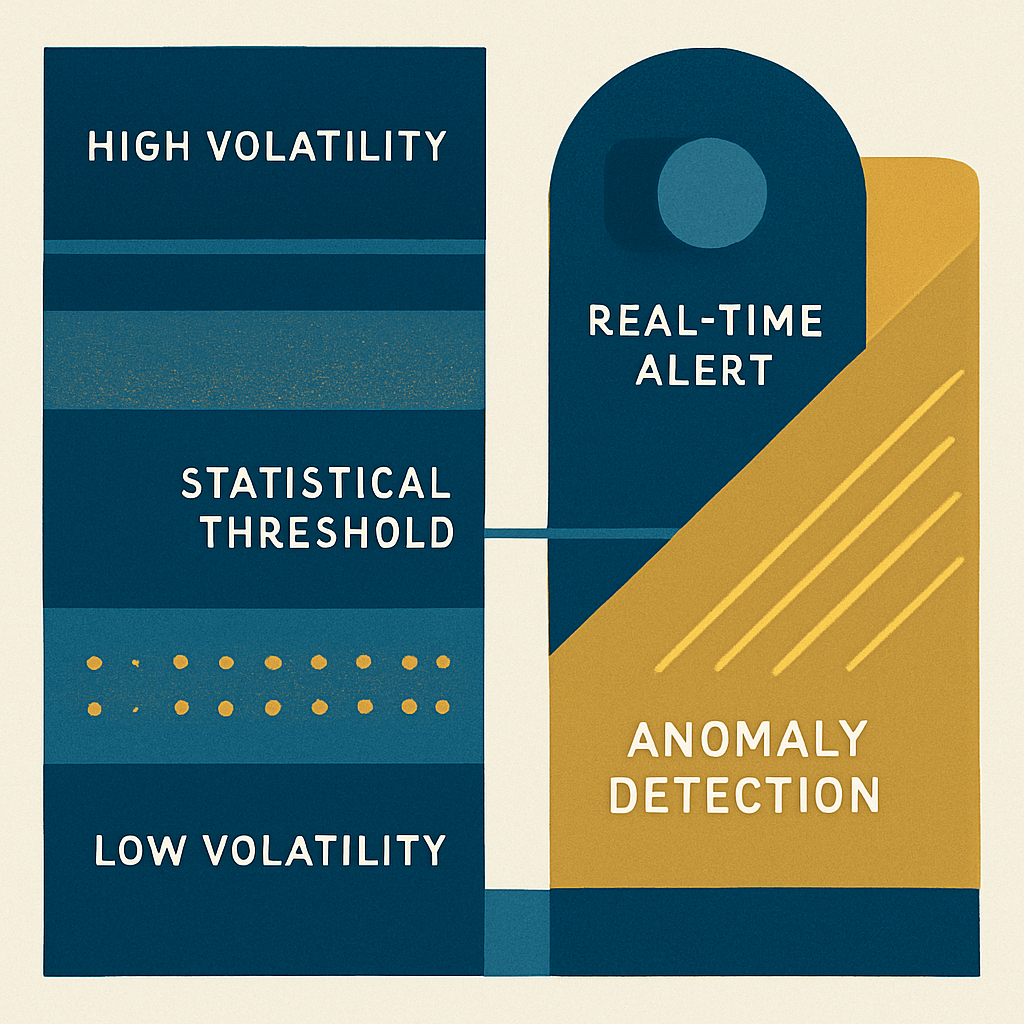 HIGH VOLATILITY
STATISTICAL
THRESHOLD
LOW VOLATILITY
REAL-TIME
ALERT
ANOMALY
DETECTION